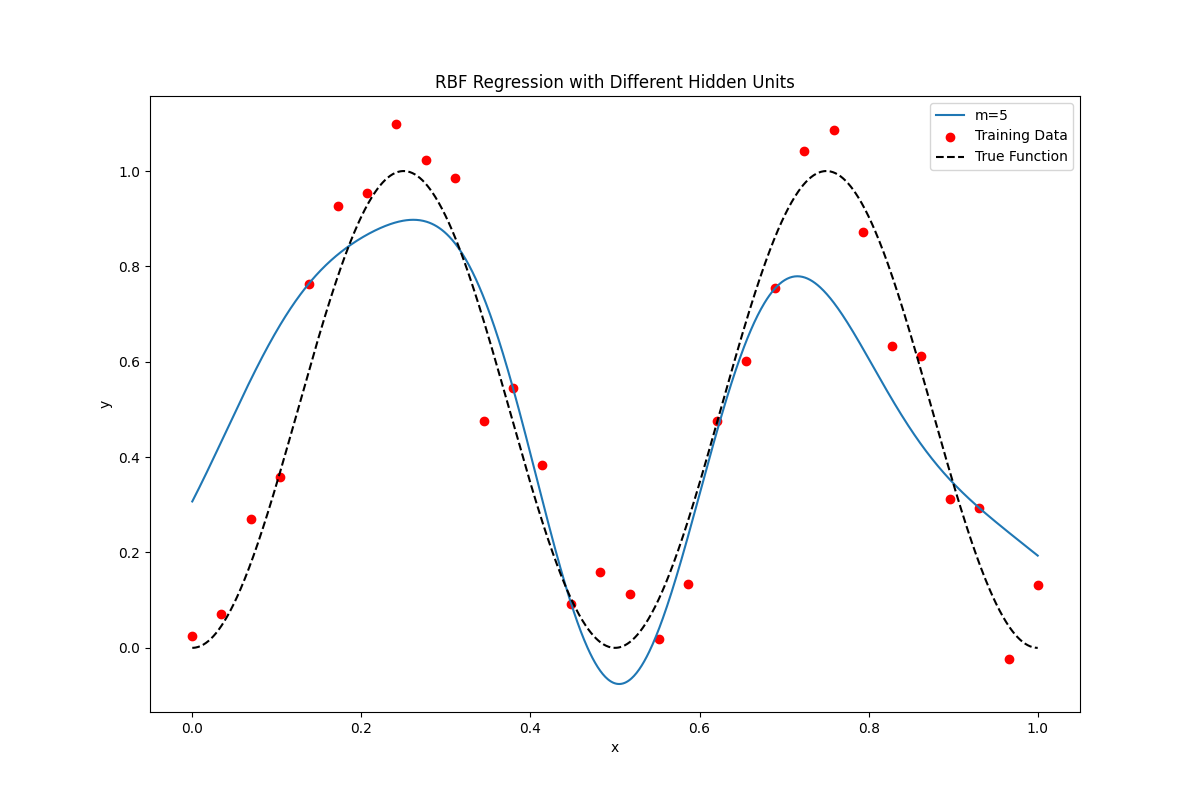 RBF Regression with Different Hidden Units
m=5
Training Data
True Function
1.0
0.8
0.6
0.4
0.2
0.0
y
0.0 0.2 0.4 0.6 0.8 1.0
x